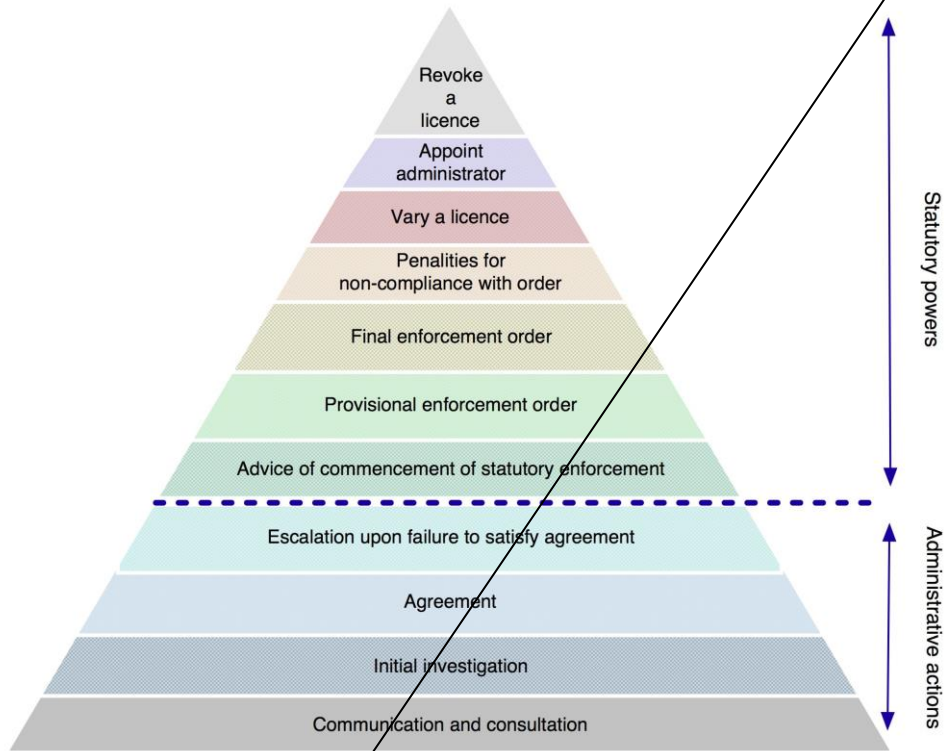 Revoke
a
licence
Appoint
administrator
Vary a licence
Penalities for
non-compliance with order
Final enforcement order
Provisional enforcement order
Advice of commencement of statutory enforcement
Escalation upon failure to satisfy agreement
Agreement
Initial investigation
Communication and consultation
Statutory powers
Administrative actions